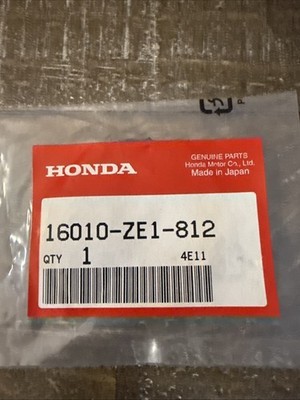 HONDA
GENUINE PARTS
Honda Motor Co., Ltd.
Made in Japan
16010-ZE1-812
QTY 1 4E11